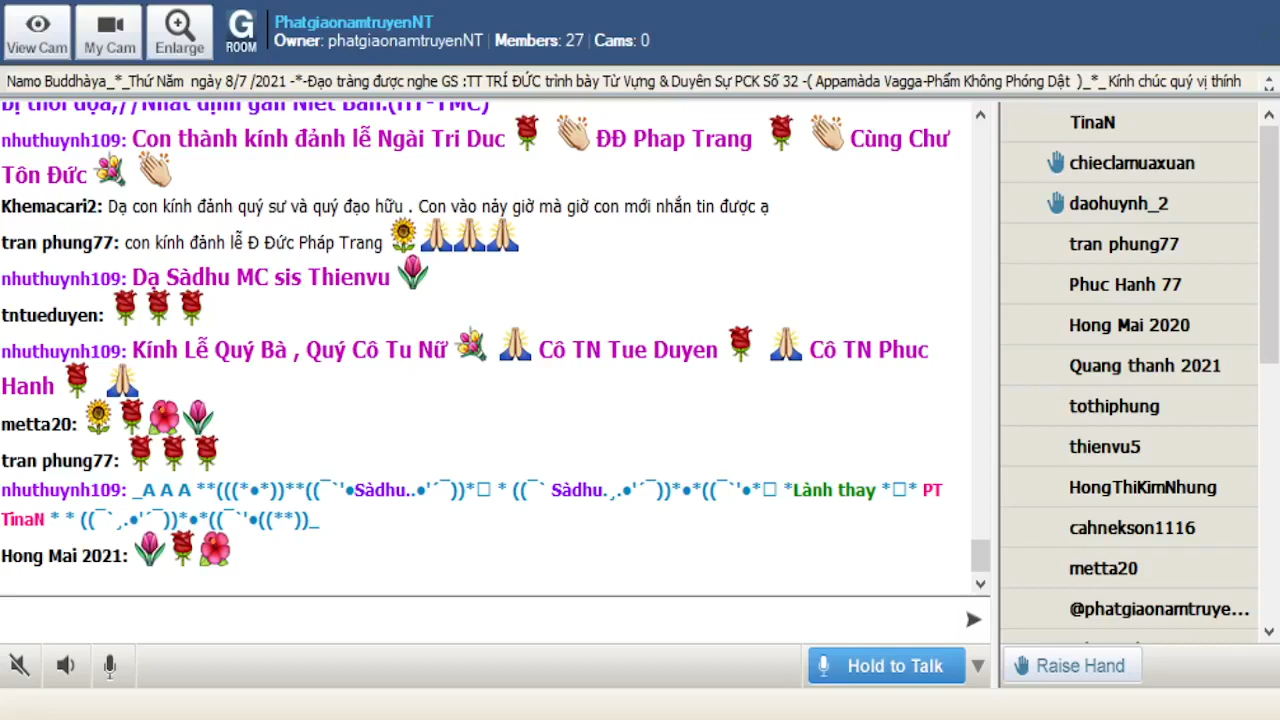 View Cam
My Cam
Enlarge
G
ROOM
PhatgiaonamtruyenNT
Owner: phatgiaonamtruyenNT | Members: 27 | Cams: 0
Namo Buddhàya_*_Thứ Năm ngày 8/7 /2021 -*-Đạo tràng được nghe GS :TT TRÍ ĐỨC trình bày Từ Vựng & Duyên Sự PCK Số 32 -( Appamàda Vagga-Phẩm Không Phóng Dật )_*_ Kính chúc quý vị thính
nhuthuynh109: Con thành kính đảnh lễ Ngài Tri Duc 🌹 👏 ĐĐ Phap Trang 🌹 👏 Cùng Chư
Tôn Đức 💐 👏
Khemacari2: Dạ con kính đảnh quý sư và quý đạo hữu . Con vào nảy giờ mà giờ con mới nhắn tin được ạ
tran phung77: con kính đảnh lễ Đ Đức Pháp Trang 🌻🙏🙏🙏
nhuthuynh109: Dạ Sàdhu MC sis Thienvu 🌷
tntueduyen: 🌹🌹🌹
nhuthuynh109: Kính Lễ Quý Bà , Quý Cô Tu Nữ 💐 🙏 Cô TN Tue Duyen 🌹 🙏 Cô TN Phuc
Hanh 🌹 🙏
metta20: 🌻🌹🌺🌷
tran phung77: 🌹🌹🌹
nhuthuynh109: _A A A **(((*•*))**((¯`'•Sàdhu..•'´¯))*▯ * ((¯` Sàdhu.¸.•'´¯))*•*((¯`'•*▯ *Lành thay *▯* PT
TinaN * * ((¯`¸.•'´¯))*•*((¯`'•((**))_
Hong Mai 2021: 🌷🌹🌺
Hold to Talk
TinaN
chieclamuaxuan
daohuynh_2
tran phung77
Phuc Hanh 77
Hong Mai 2020
Quang thanh 2021
tothiphung
thienvu5
HongThiKimNhung
cahnekson1116
metta20
@phatgiaonamtruye...
Raise Hand